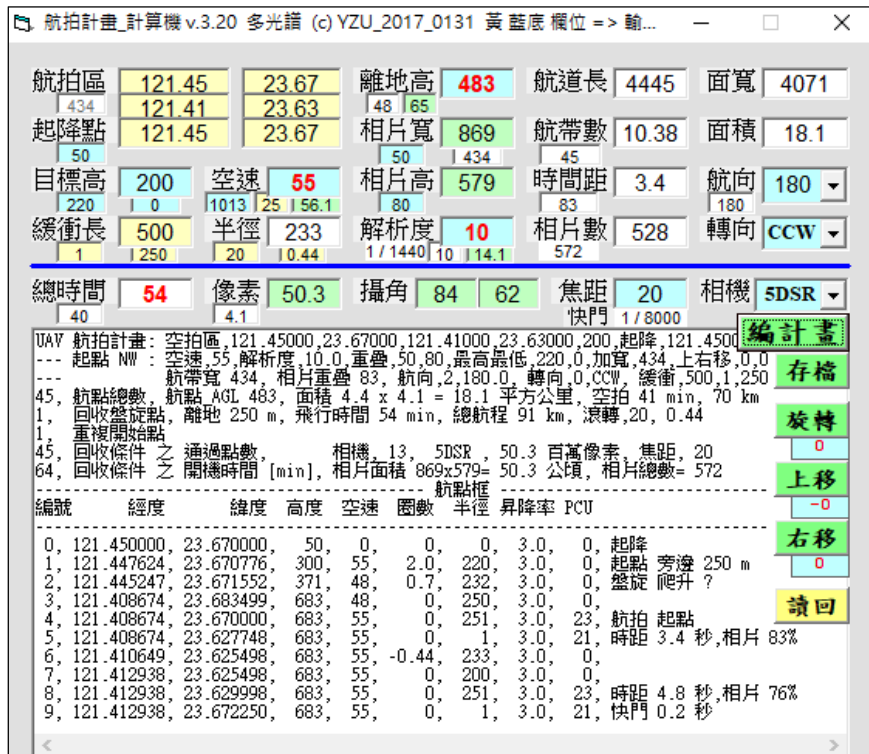 航拍計畫_計算機 v.3.20 多光譜 (c) YZU_2017_0131 黃 藍底 欄位 => 輸...
航拍區 121.45 23.67 離地高 483 航道長 4445 面寬 4071
434 121.41 23.63 48 65
起降點 121.45 23.67 相片寬 869 航帶數 10.38 面積 18.1
50 50 434 45
目標高 200 空速 55 相片高 579 時間距 3.4 航向 180
220 0 1013 25 56.1 80 83 180
緩衝長 500 半徑 233 解析度 10 相片數 528 轉向 CCW
1 250 20 0.44 1/1440 10 14.1 572
總時間 54 像素 50.3 攝角 84 62 焦距 20 相機 5DSR
40 4.1 快門 1/8000
編計畫
存檔
旋轉
0
上移
-0
右移
0
讀回
UAV 航拍計畫: 空拍區,121.45000,23.67000,121.41000,23.63000,200,起降,121.4500
--- 起點 NW : 空速,55,解析度,10.0,重疊,50,80,最高最低,220,0,加寬,434,上右移,0,0
--- 航帶寬 434, 相片重疊 83, 航向,2,180.0, 轉向,0,CCW, 緩衝,500,1,250
45, 航點總數, 航點_AGL 483, 面積 4.4 x 4.1 = 18.1 平方公里, 空拍 41 min, 70 km
1, 回收盤旋點, 離地 250 m, 飛行時間 54 min, 總航程 91 km, 滾轉,20, 0.44
1, 重複開始點
45, 回收條件 之 通過點數, 相機, 13, 5DSR , 50.3 百萬像素, 焦距, 20
64, 回收條件 之 開機時間 [min], 相片面積 869x579= 50.3 公頃, 相片總數= 572
------------------------------ 航點框 ------------------------------
編號 經度 緯度 高度 空速 圈數 半徑 昇降率 PCU
------------------------------------------------------------
0, 121.450000, 23.670000, 50, 0, 0, 0, 3.0, 0, 起降
1, 121.447624, 23.670776, 300, 55, 2.0, 220, 3.0, 0, 起點 旁邊 250 m
2, 121.445247, 23.671552, 371, 48, 0.7, 232, 3.0, 0, 盤旋 爬升 ?
3, 121.408674, 23.683499, 683, 48, 0, 250, 3.0, 0,
4, 121.408674, 23.670000, 683, 55, 0, 251, 3.0, 23, 航拍 起點
5, 121.408674, 23.627748, 683, 55, 0, 1, 3.0, 21, 時距 3.4 秒,相片 83%
6, 121.410649, 23.625498, 683, 55, -0.44, 233, 3.0, 0,
7, 121.412938, 23.625498, 683, 55, 0, 200, 3.0, 0,
8, 121.412938, 23.629998, 683, 55, 0, 251, 3.0, 23, 時距 4.8 秒,相片 76%
9, 121.412938, 23.672250, 683, 55, 0, 1, 3.0, 21, 快門 0.2 秒